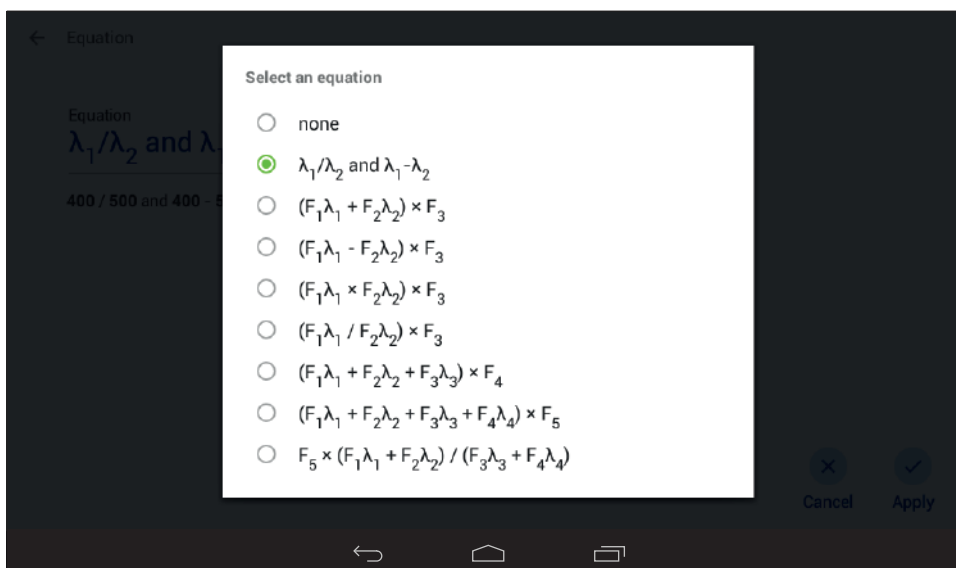 Equation
Equation
λ₁/λ₂ and λ
400 / 500 and 400 -
Select an equation
none
λ₁/λ₂ and λ₁-λ₂
(F₁λ₁ + F₂λ₂) × F₃
(F₁λ₁ - F₂λ₂) × F₃
(F₁λ₁ × F₂λ₂) × F₃
(F₁λ₁ / F₂λ₂) × F₃
(F₁λ₁ + F₂λ₂ + F₃λ₃) × F₄
(F₁λ₁ + F₂λ₂ + F₃λ₃ + F₄λ₄) × F₅
F₅ × (F₁λ₁ + F₂λ₂) / (F₃λ₃ + F₄λ₄)
Cancel
Apply